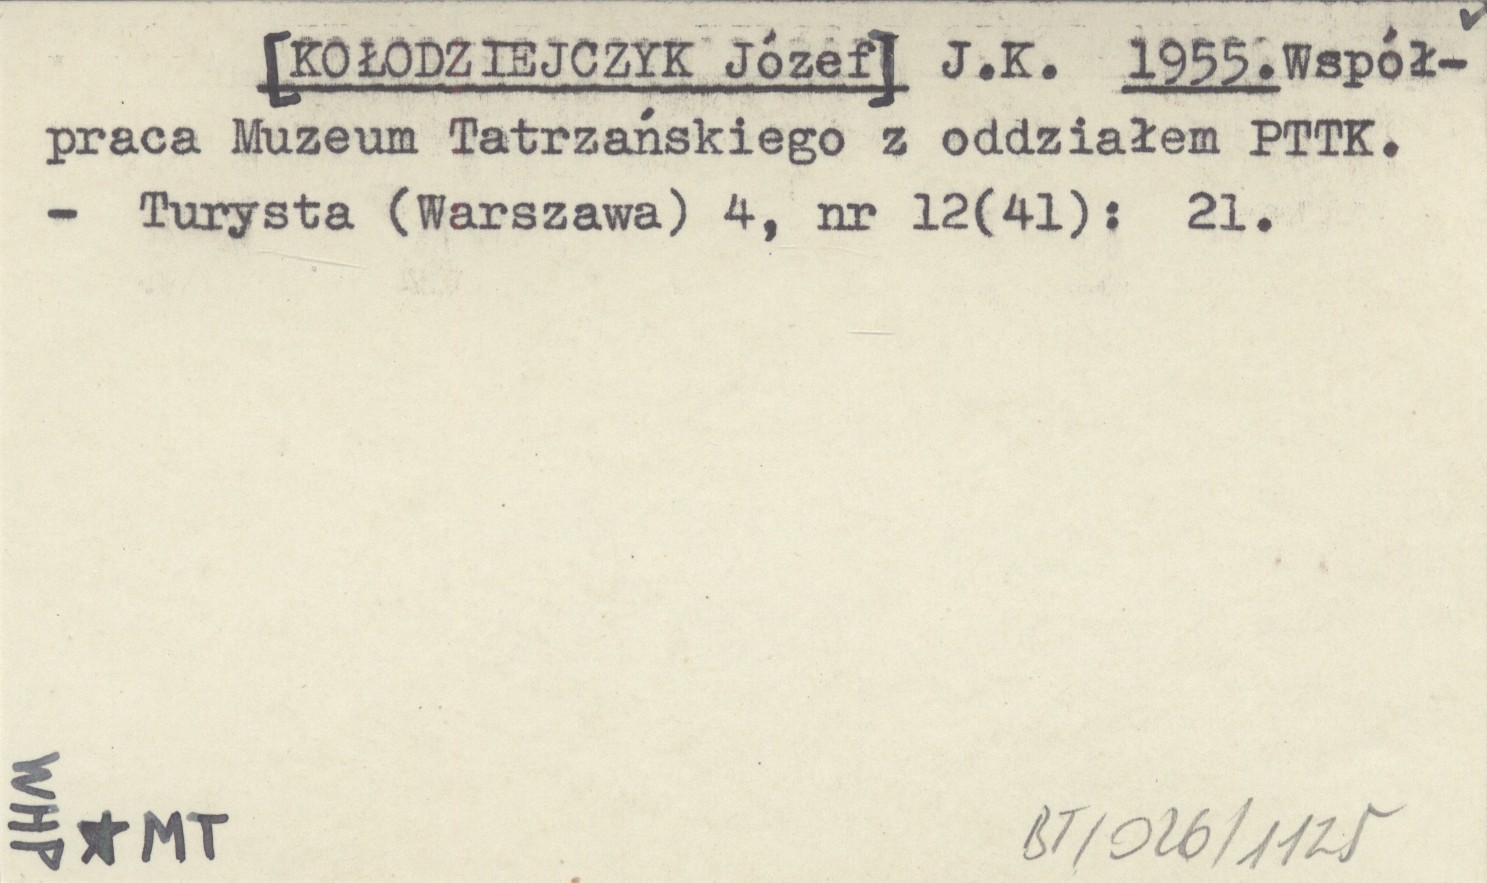 [KOŁODZIEJCZYK Józef] J.K. 1955. Współ-
praca Muzeum Tatrzańskiego z oddziałem PTTK.
- Turysta (Warszawa) 4, nr 12(41): 21.
WHP
★ MT
BT/026/1125